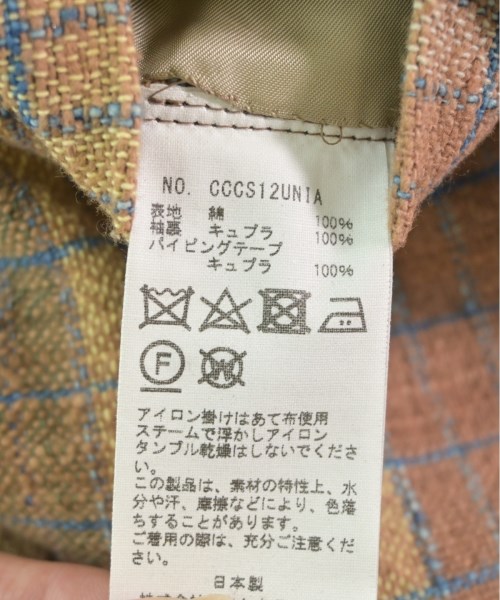 NO. CCCS12UNIA
表地 綿 100%
袖裏 キュプラ 100%
パイピングテープ
キュプラ 100%
F
W
アイロン掛けはあて布使用
スチームで浮かしアイロン
タンブル乾燥はしないでくださ
い。
この製品は、素材の特性上、水
分や汗、摩擦などにより、色落
ちすることがあります。
ご着用の際は、充分ご注意くだ
さい。
日本製